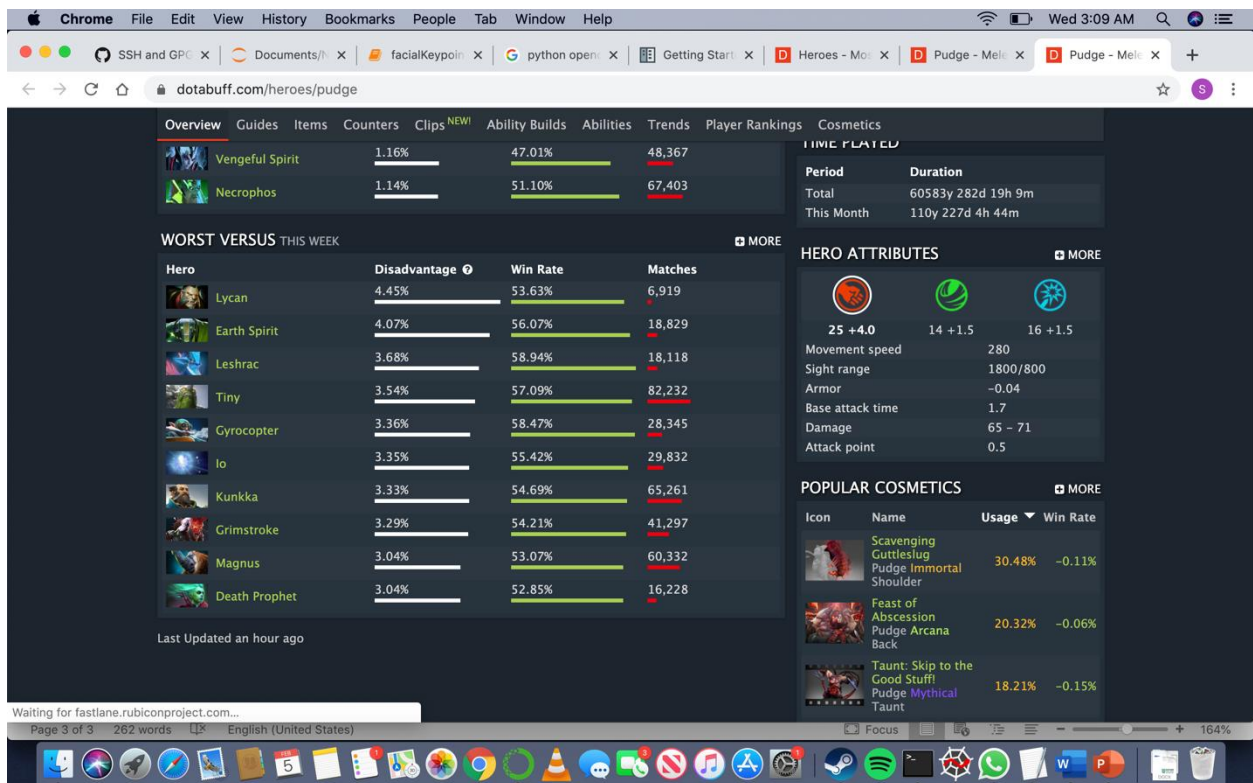 Chrome File Edit View History Bookmarks People Tab Window Help Wed 3:09 AM
SSH and GPG Documents/N facialKeypoin python openc Getting Start Heroes - Mos Pudge - Mele Pudge - Mele
dotabuff.com/heroes/pudge S
Overview Guides Items Counters Clips NEW! Ability Builds Abilities Trends Player Rankings Cosmetics
Vengeful Spirit 1.16% 47.01% 48,367
Necrophos 1.14% 51.10% 67,403
WORST VERSUS THIS WEEK MORE
Hero Disadvantage Win Rate Matches
Lycan 4.45% 53.63% 6,919
Earth Spirit 4.07% 56.07% 18,829
Leshrac 3.68% 58.94% 18,118
Tiny 3.54% 57.09% 82,232
Gyrocopter 3.36% 58.47% 28,345
Io 3.35% 55.42% 29,832
Kunkka 3.33% 54.69% 65,261
Grimstroke 3.29% 54.21% 41,297
Magnus 3.04% 53.07% 60,332
Death Prophet 3.04% 52.85% 16,228
Last Updated an hour ago
TIME PLAYED
Period Duration
Total 60583y 282d 19h 9m
This Month 110y 227d 4h 44m
HERO ATTRIBUTES MORE
25 +4.0 14 +1.5 16 +1.5
Movement speed 280
Sight range 1800/800
Armor -0.04
Base attack time 1.7
Damage 65 - 71
Attack point 0.5
POPULAR COSMETICS MORE
Icon Name Usage Win Rate
Scavenging
Guttleslug
Pudge Immortal 30.48% -0.11%
Shoulder
Feast of
Abscession
Pudge Arcana 20.32% -0.06%
Back
Taunt: Skip to the
Good Stuff!
Pudge Mythical 18.21% -0.15%
Taunt
Waiting for fastlane.rubiconproject.com...
Page 3 of 3 262 words English (United States) Focus 164%
FEB
5